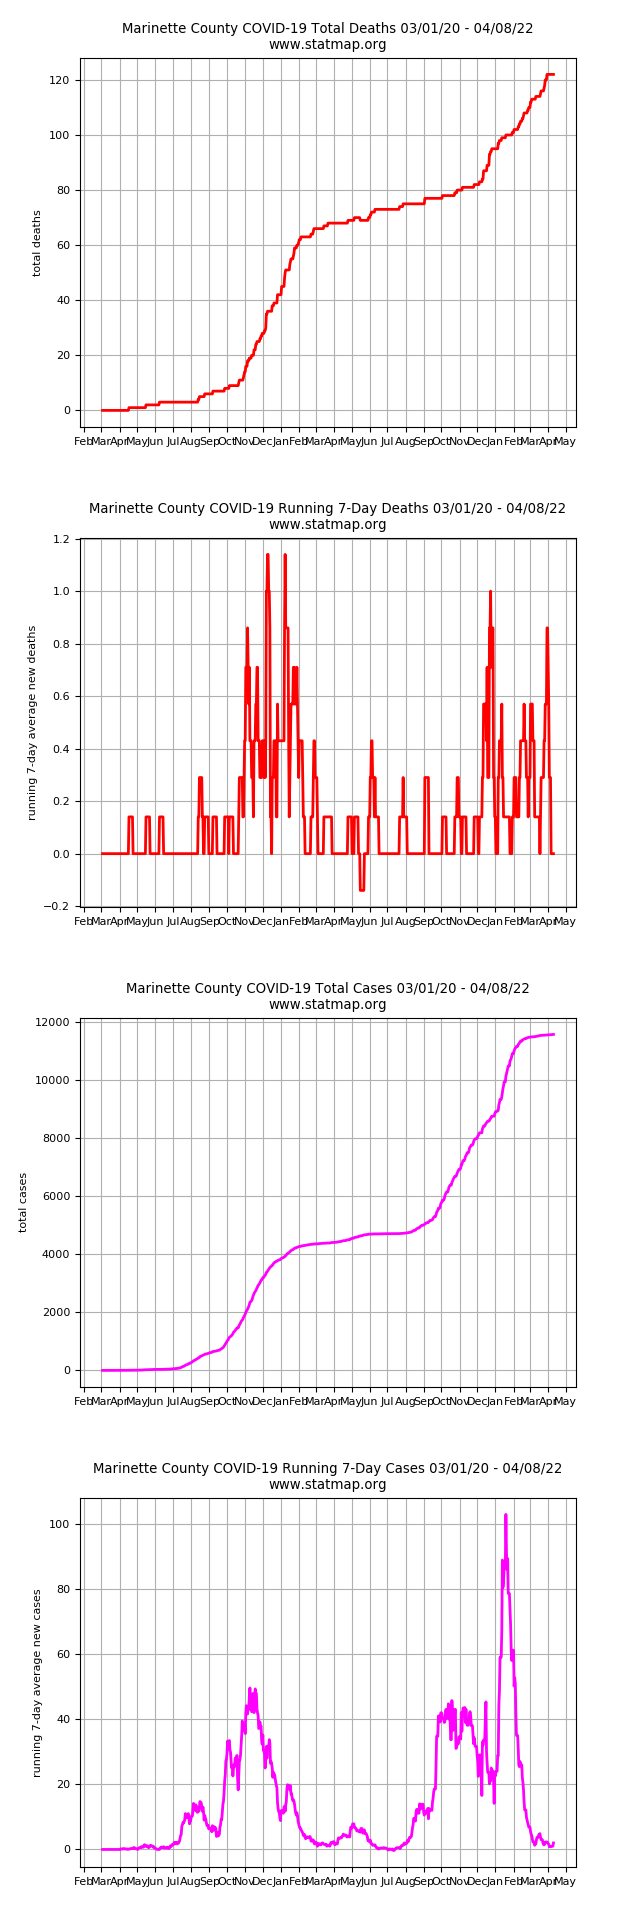 Marinette County COVID-19 Total Deaths 03/01/20 - 04/08/22
www.statmap.org
120
100
80
60
40
20
0
total deaths
Feb Mar Apr May Jun Jul Aug Sep Oct Nov Dec Jan Feb Mar Apr May Jun Jul Aug Sep Oct Nov Dec Jan Feb Mar Apr May
Marinette County COVID-19 Running 7-Day Deaths 03/01/20 - 04/08/22
www.statmap.org
1.2
1.0
0.8
0.6
0.4
0.2
0.0
−0.2
running 7-day average new deaths
Feb Mar Apr May Jun Jul Aug Sep Oct Nov Dec Jan Feb Mar Apr May Jun Jul Aug Sep Oct Nov Dec Jan Feb Mar Apr May
Marinette County COVID-19 Total Cases 03/01/20 - 04/08/22
www.statmap.org
12000
10000
8000
6000
4000
2000
0
total cases
Feb Mar Apr May Jun Jul Aug Sep Oct Nov Dec Jan Feb Mar Apr May Jun Jul Aug Sep Oct Nov Dec Jan Feb Mar Apr May
Marinette County COVID-19 Running 7-Day Cases 03/01/20 - 04/08/22
www.statmap.org
100
80
60
40
20
0
running 7-day average new cases
Feb Mar Apr May Jun Jul Aug Sep Oct Nov Dec Jan Feb Mar Apr May Jun Jul Aug Sep Oct Nov Dec Jan Feb Mar Apr May